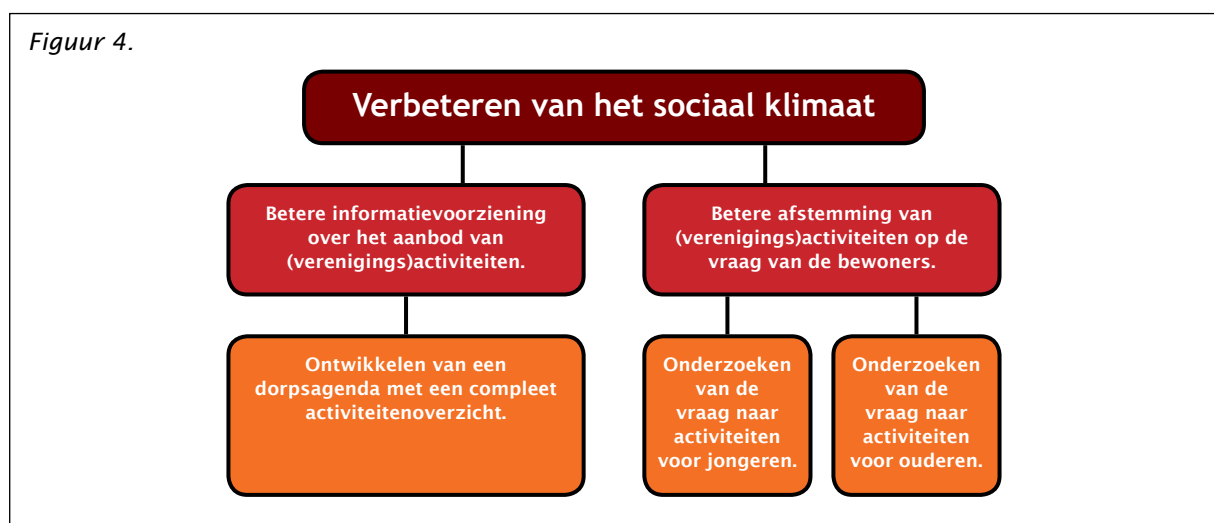 Figuur 4.
Verbeteren van het sociaal klimaat
Betere informatievoorziening
over het aanbod van
(verenigings)activiteiten.
Betere afstemming van
(verenigings)activiteiten op de
vraag van de bewoners.
Ontwikkelen van een
dorpsagenda met een compleet
activiteitenoverzicht.
Onderzoeken
van de
vraag naar
activiteiten
voor jongeren.
Onderzoeken
van de
vraag naar
activiteiten
voor ouderen.